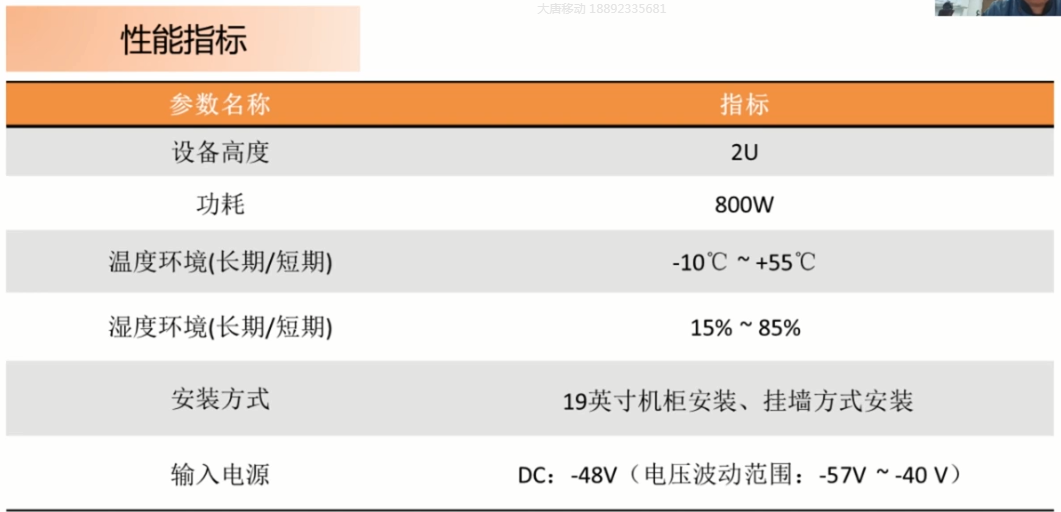 大唐移动 18892335681
性能指标
参数名称 指标
设备高度 2U
功耗 800W
温度环境(长期/短期) -10℃ ~ +55℃
湿度环境(长期/短期) 15% ~ 85%
安装方式 19英寸机柜安装、挂墙方式安装
输入电源 DC：-48V（电压波动范围：-57V ~ -40 V）